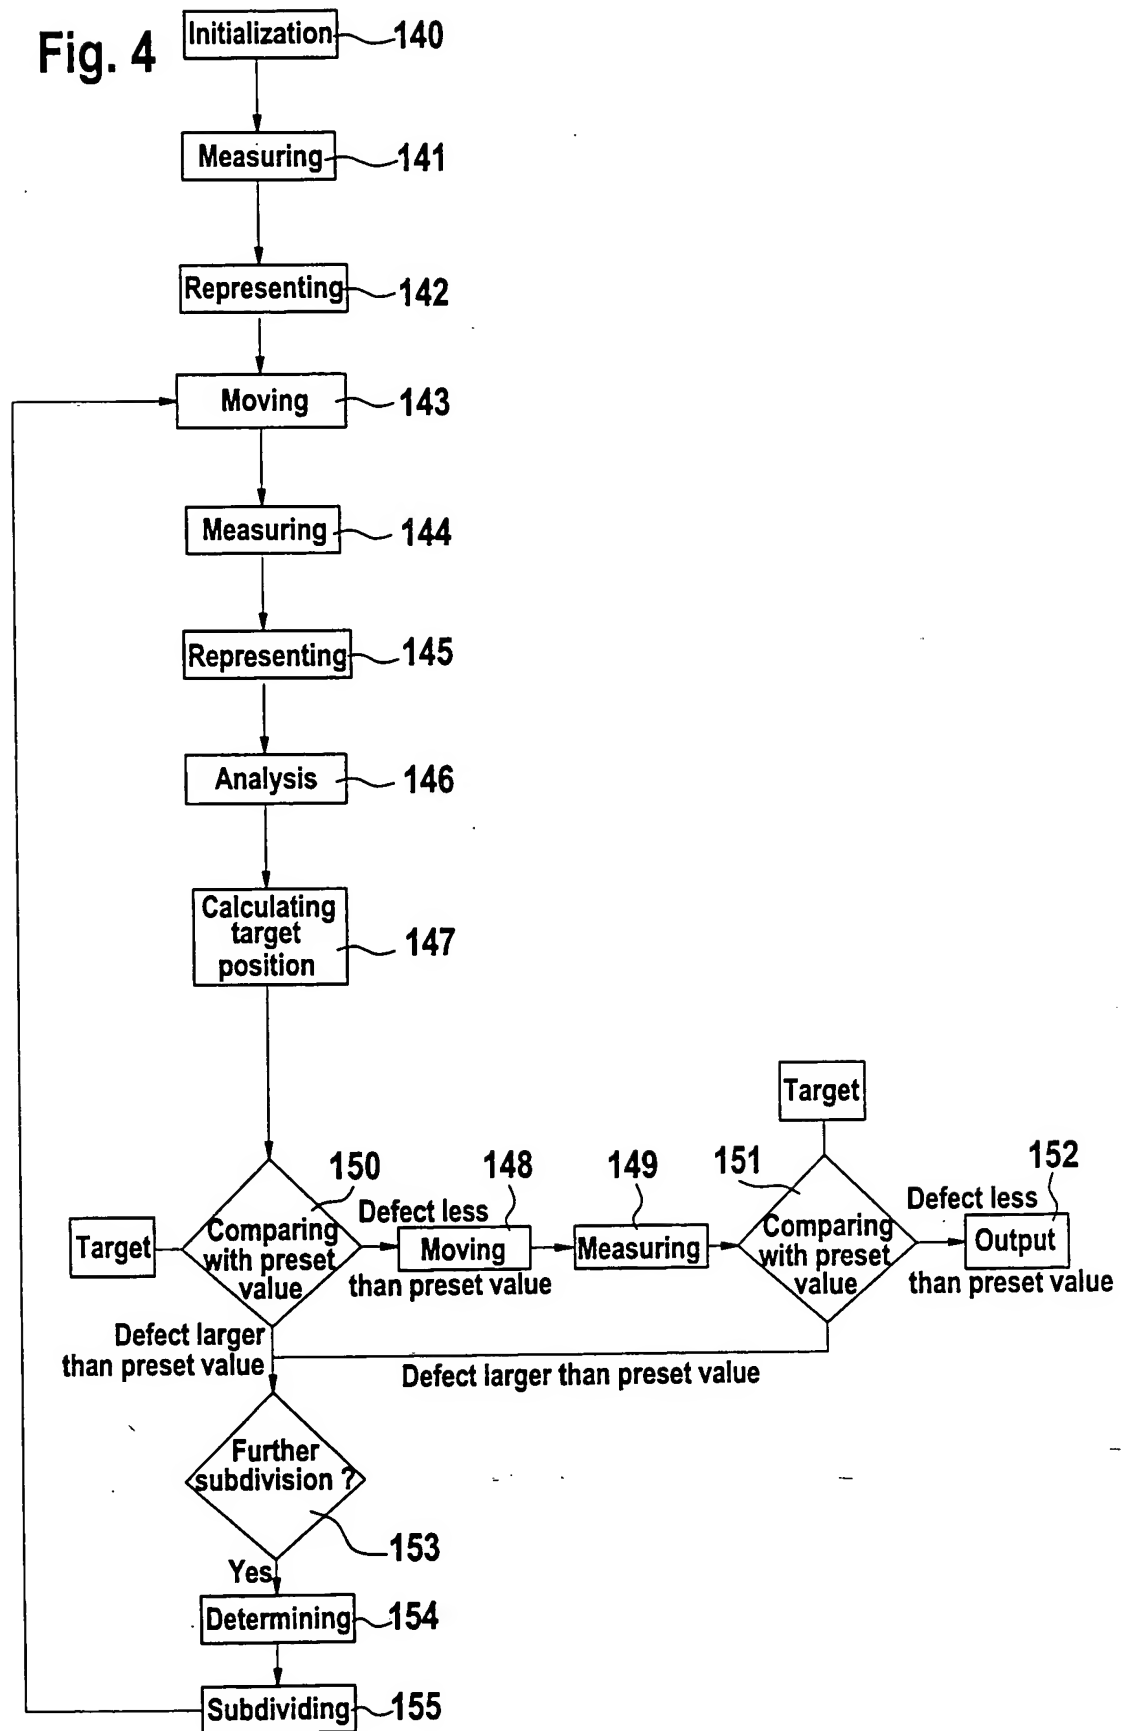 Fig. 4
Initialization
140
Measuring
141
Representing
142
Moving
143
Measuring
144
Representing
145
Analysis
146
Calculating
target
position
147
Target
150
Comparing
with preset
value
Defect less
than preset value
148
Moving
149
Measuring
151
Target
Comparing
with preset
value
Defect less
than preset value
152
Output
Defect larger
than preset value
Defect larger than preset value
Further
subdivision ?
153
Yes
Determining
154
Subdividing
155